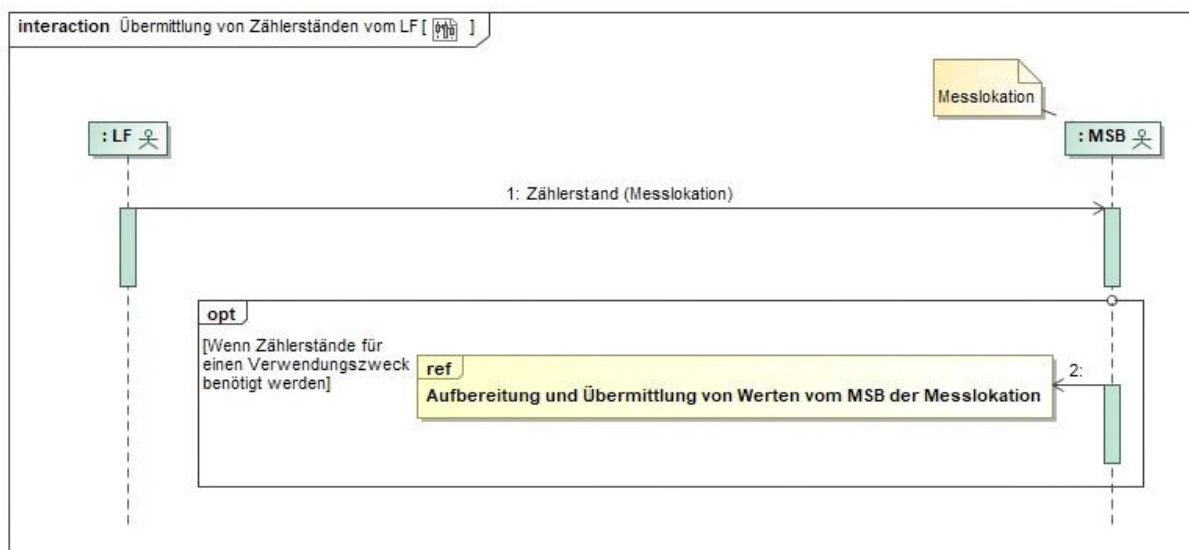 interaction Übermittlung von Zählerständen vom LF [ ]
Messlokation
: LF
: MSB
1: Zählerstand (Messlokation)
opt
[Wenn Zählerstände für
einen Verwendungszweck
benötigt werden]
ref
2:
Aufbereitung und Übermittlung von Werten vom MSB der Messlokation